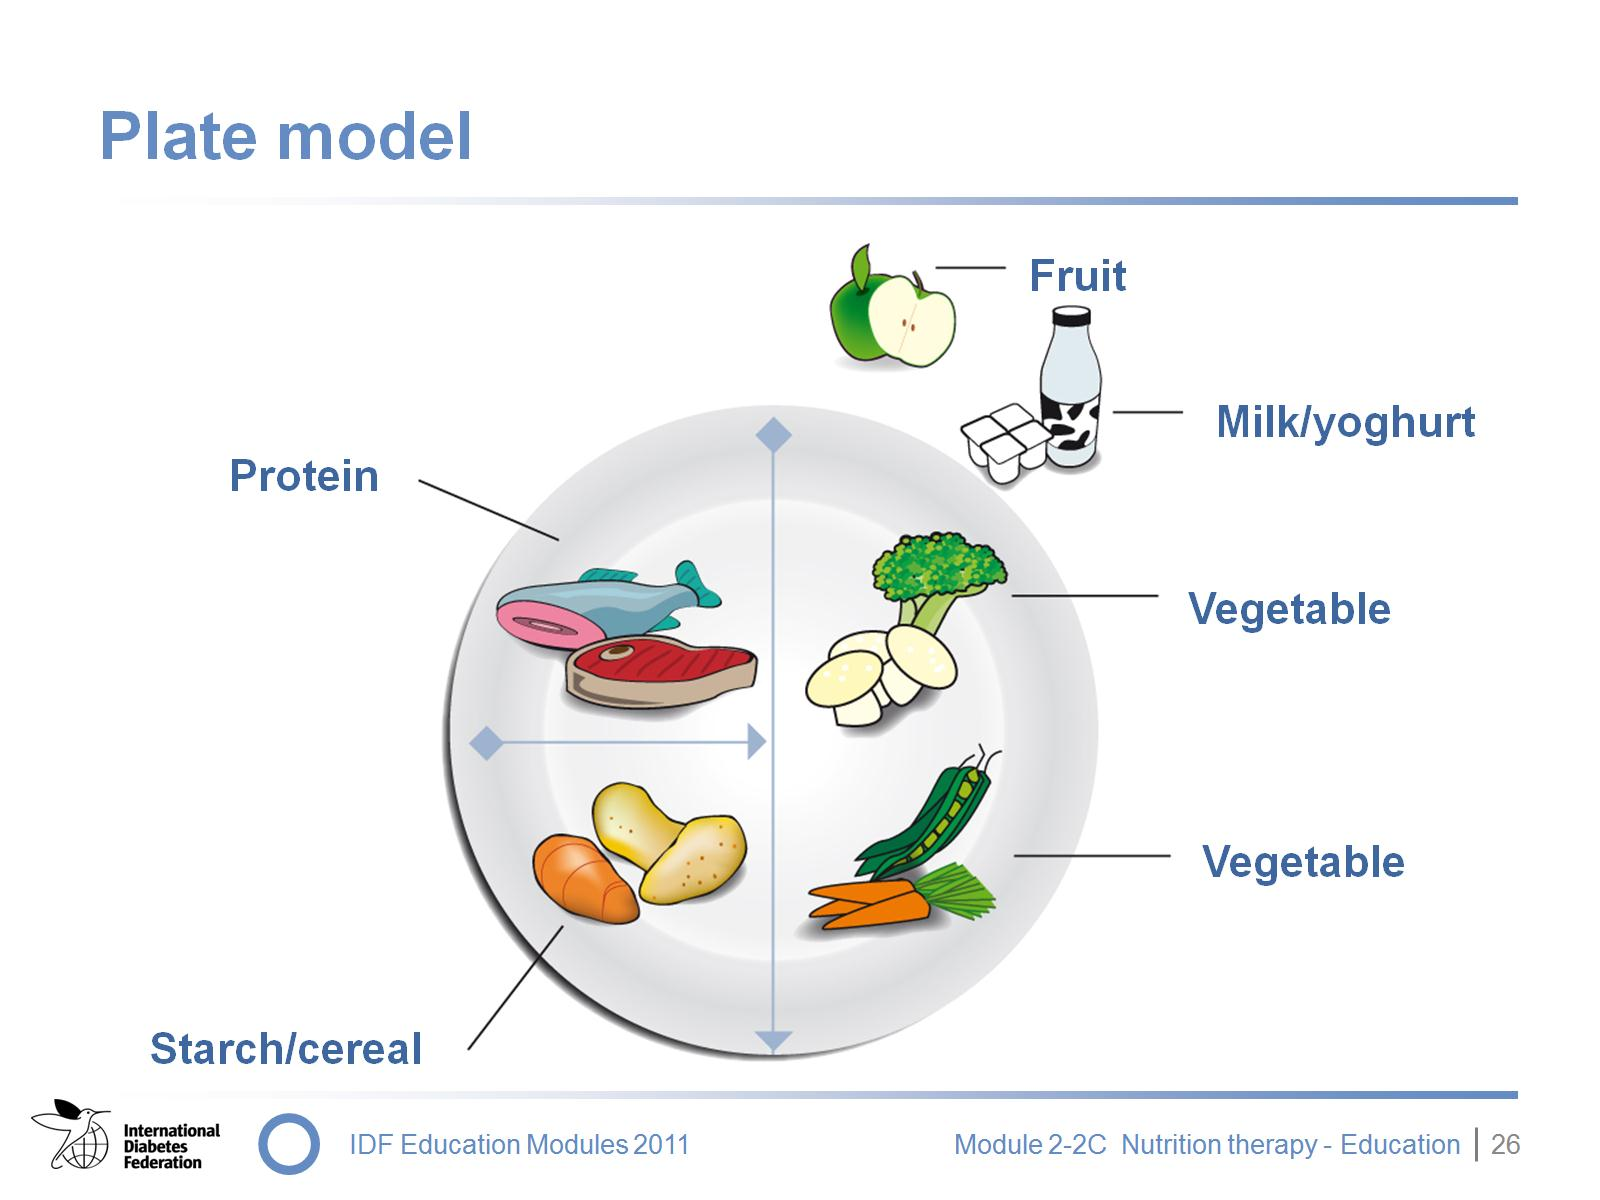 Plate model
Fruit
Milk/yoghurt
Protein
Vegetable
Vegetable
Starch/cereal
International
Diabetes
Federation
IDF Education Modules 2011
Module 2-2C Nutrition therapy - Education | 26